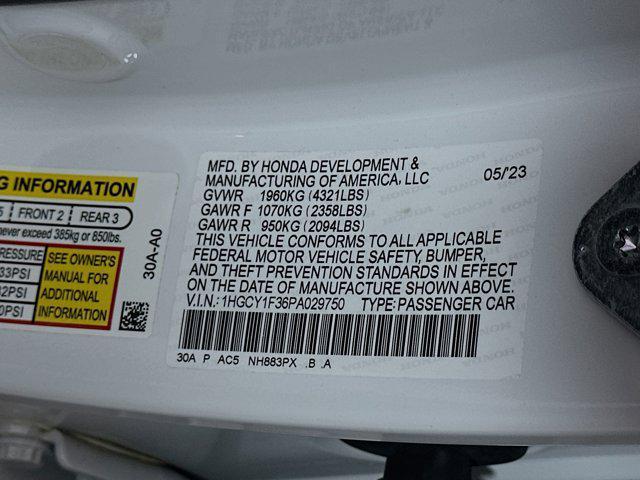 G INFORMATION
5 FRONT 2 REAR 3
never exceed 385kg or 850lbs.
PRESSURE
33PSI
32PSI
0PSI
SEE OWNER'S
MANUAL FOR
ADDITIONAL
INFORMATION
30A-A0
MFD. BY HONDA DEVELOPMENT &
MANUFACTURING OF AMERICA, LLC 05/'23
GVWR 1960KG (4321LBS)
GAWR F 1070KG (2358LBS)
GAWR R 950KG (2094LBS)
THIS VEHICLE CONFORMS TO ALL APPLICABLE
FEDERAL MOTOR VEHICLE SAFETY, BUMPER,
AND THEFT PREVENTION STANDARDS IN EFFECT
ON THE DATE OF MANUFACTURE SHOWN ABOVE.
V.I.N.: 1HGCY1F36PA029750 TYPE: PASSENGER CAR
30A P AC5 NH883PX .B .A